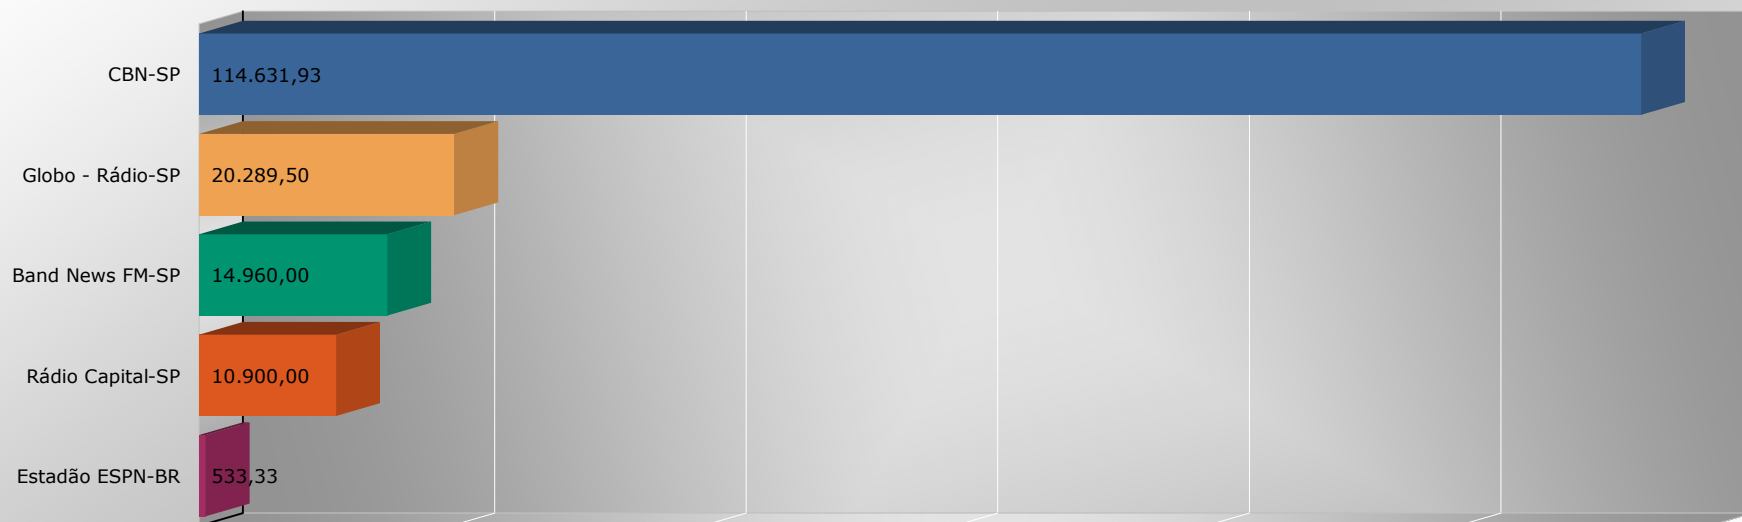 CBN-SP 114.631,93
Globo - Rádio-SP 20.289,50
Band News FM-SP 14.960,00
Rádio Capital-SP 10.900,00
Estadão ESPN-BR 533,33